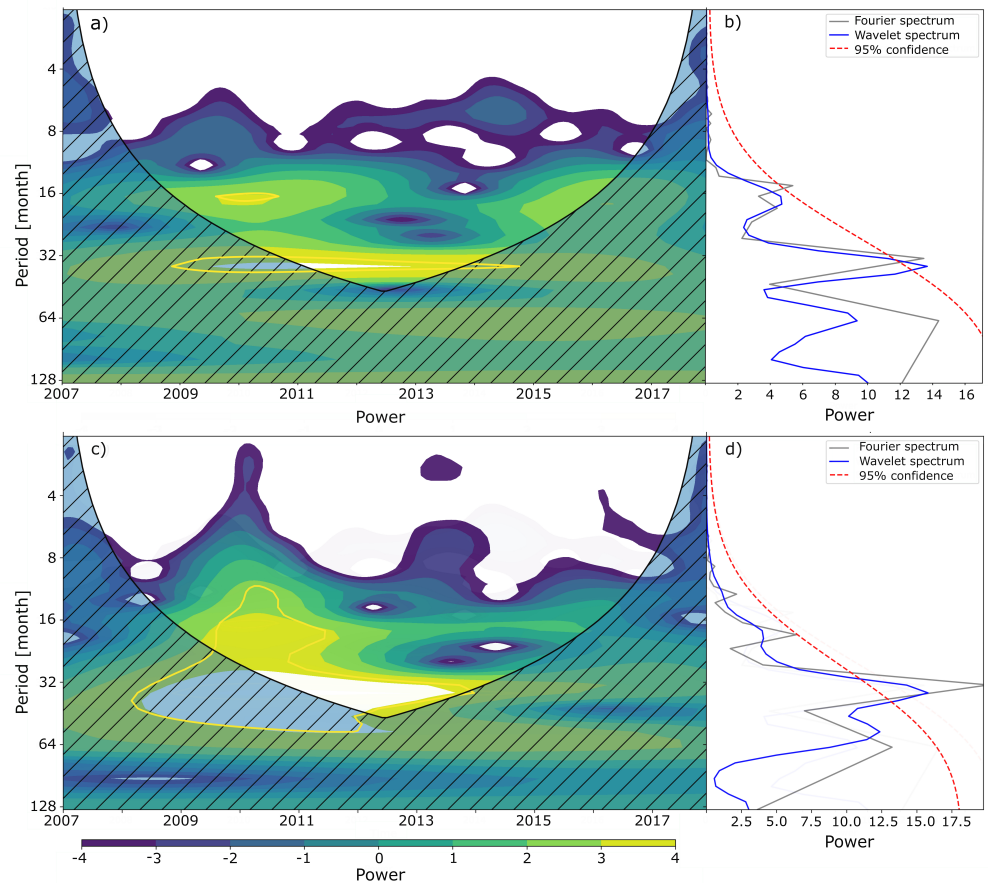 a)
Period [month]
4
8
16
32
64
128
2007 2009 2011 2013 2015 2017
Power
b)
Fourier spectrum
Wavelet spectrum
95% confidence
2 4 6 8 10 12 14 16
Power
c)
Period [month]
4
8
16
32
64
128
2007 2009 2011 2013 2015 2017
-4 -3 -2 -1 0 1 2 3 4
Power
d)
Fourier spectrum
Wavelet spectrum
95% confidence
2.5 5.0 7.5 10.0 12.5 15.0 17.5
Power